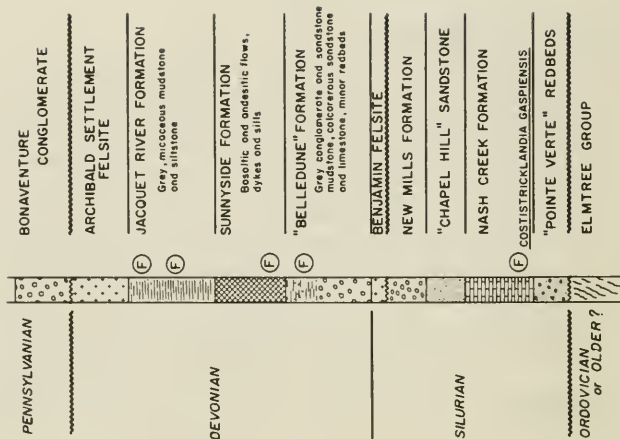 BONAVENTURE
CONGLOMERATE
ARCHIBALD SETTLEMENT
FELSITE
JACQUET RIVER FORMATION
Grey, micaceous mudstone
and siltstone
SUNNYSIDE FORMATION
Basaltic and andesitic flows,
dykes and sills
"BELLEDUNE" FORMATION
Grey conglomerate and sandstone
mudstone, calcareous sandstone
and limestone, minor redbeds
BENJAMIN FELSITE
NEW MILLS FORMATION
"CHAPEL HILL" SANDSTONE
NASH CREEK FORMATION
COSTISTRICKLANDIA GASPIENSIS
"POINTE VERTE" REDBEDS
ELMTREE GROUP
F
F
F
F
F
PENNSYLVANIAN
DEVONIAN
SILURIAN
ORDOVICIAN
or OLDER?